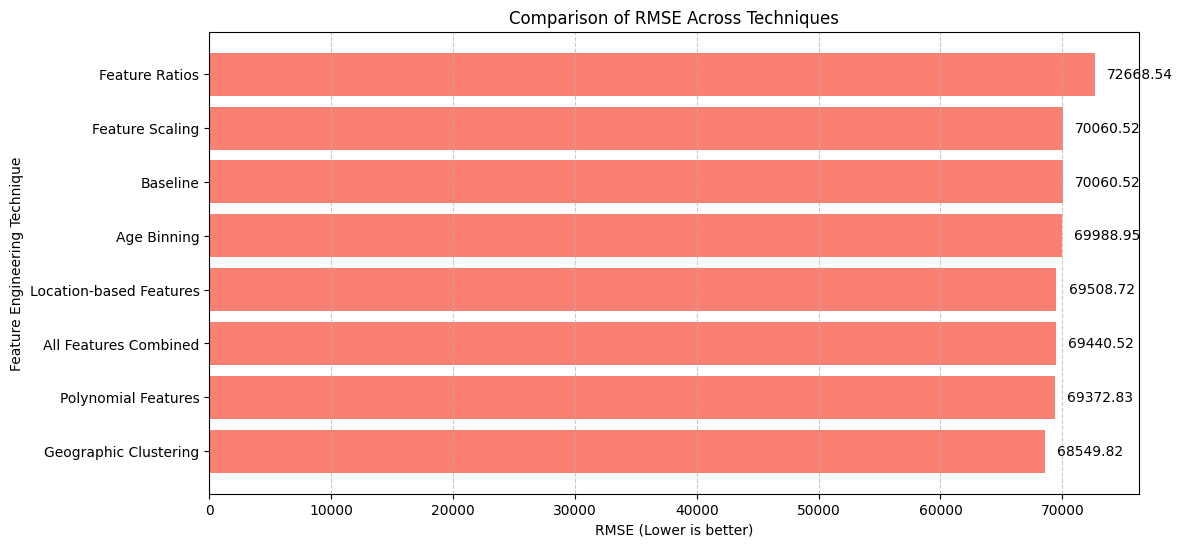 Comparison of RMSE Across Techniques
Feature Engineering Technique
Feature Ratios 72668.54
Feature Scaling 70060.52
Baseline 70060.52
Age Binning 69988.95
Location-based Features 69508.72
All Features Combined 69440.52
Polynomial Features 69372.83
Geographic Clustering 68549.82
0 10000 20000 30000 40000 50000 60000 70000
RMSE (Lower is better)